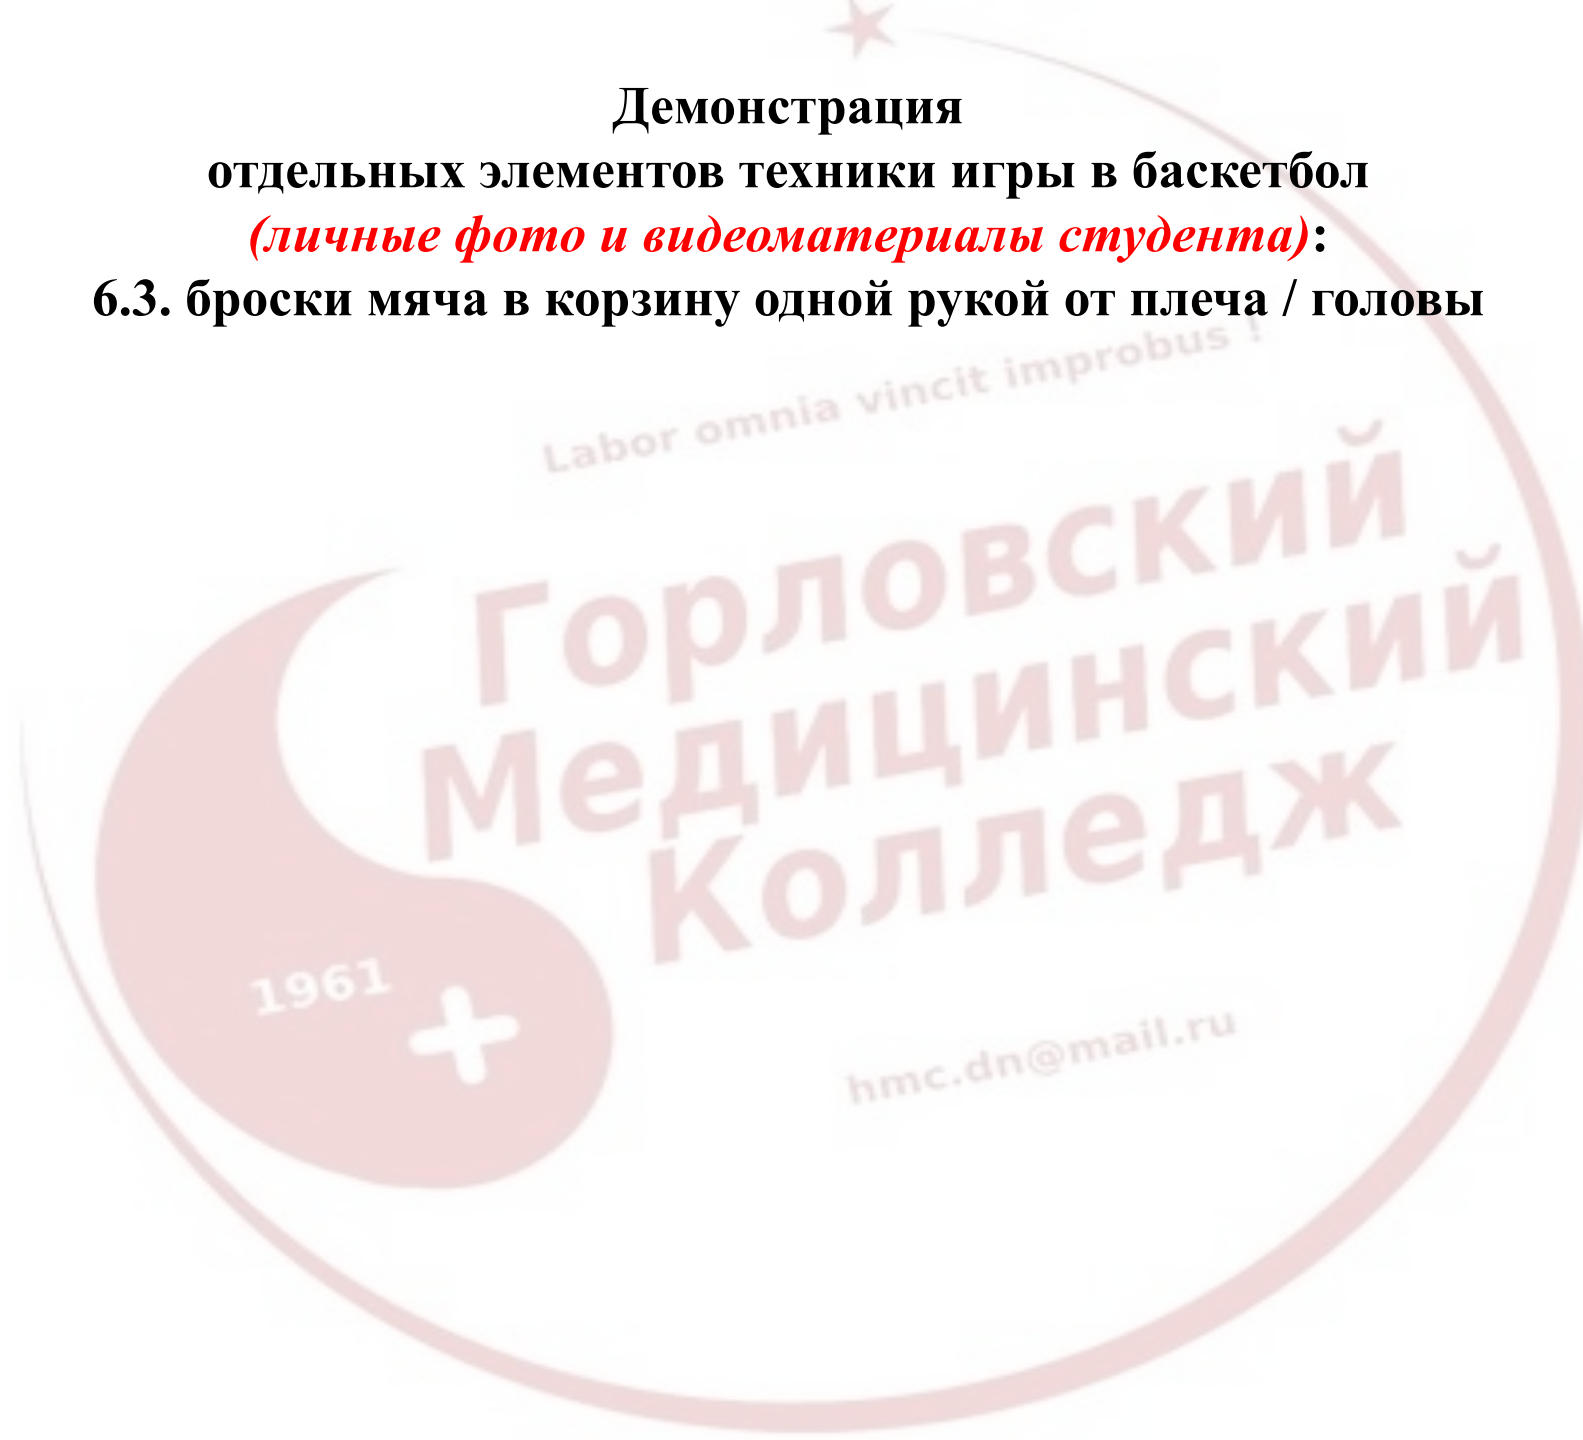 Демонстрация
отдельных элементов техники игры в баскетбол
(личные фото и видеоматериалы студента):
6.3. броски мяча в корзину одной рукой от плеча / головы
Labor omnia vincit improbus !
Горловский
Медицинский
Колледж
1961
hmc.dn@mail.ru